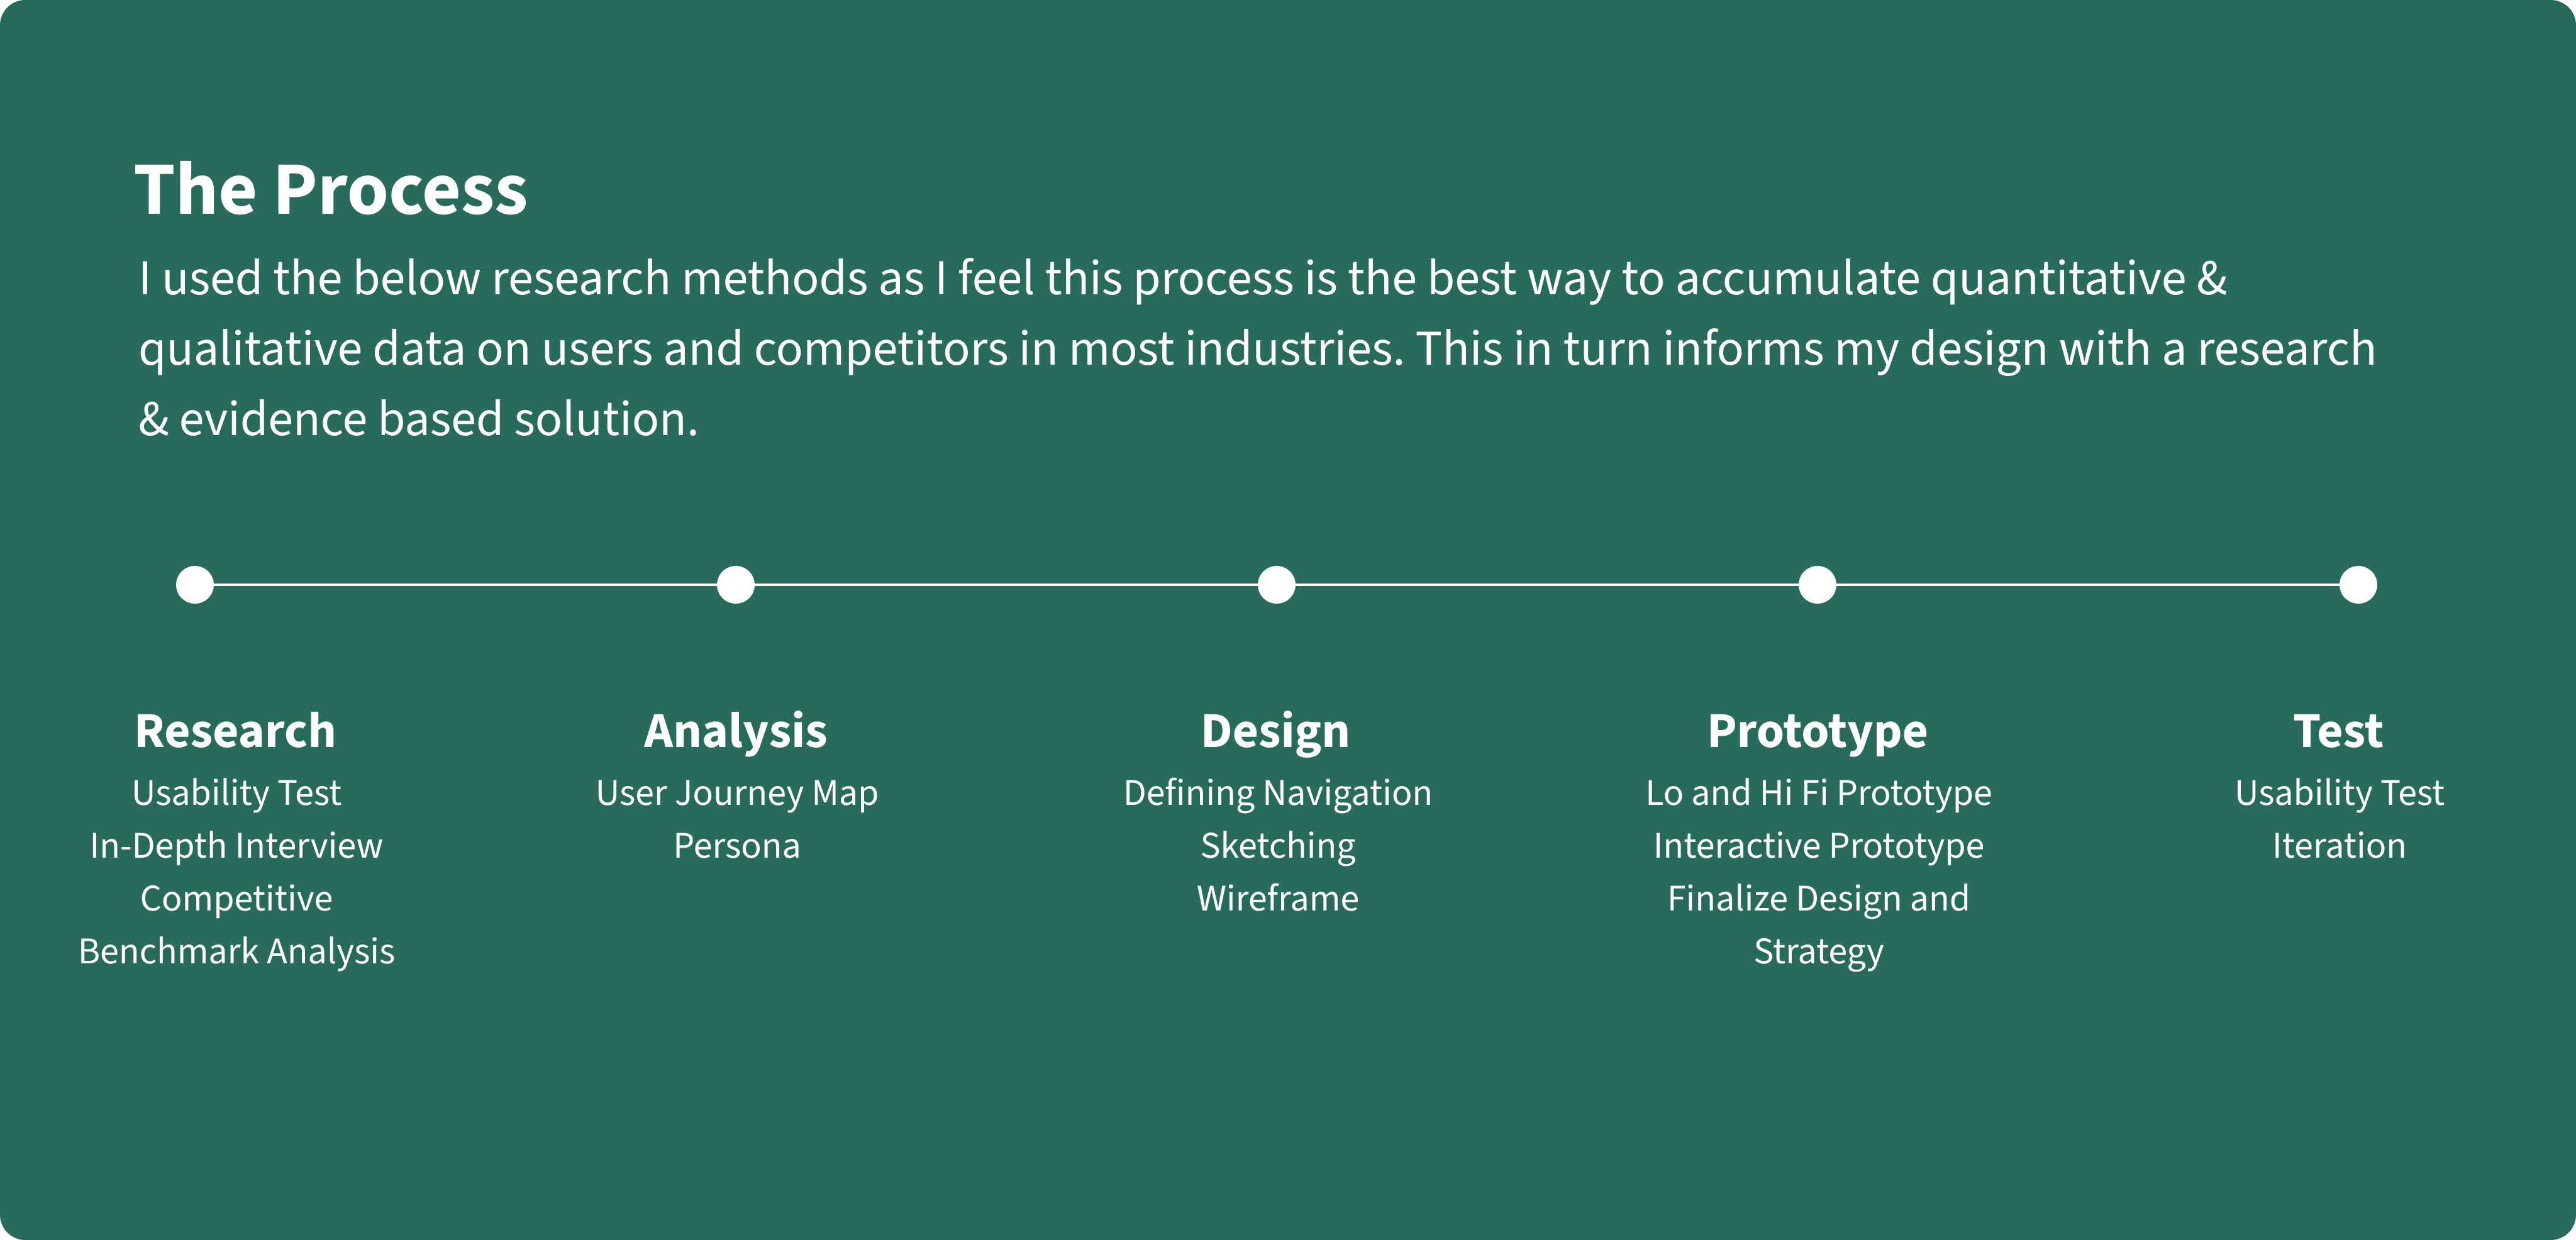 The Process
I used the below research methods as I feel this process is the best way to accumulate quantitative &
qualitative data on users and competitors in most industries. This in turn informs my design with a research
& evidence based solution.
Research
Usability Test
In-Depth Interview
Competitive
Benchmark Analysis
Analysis
User Journey Map
Persona
Design
Defining Navigation
Sketching
Wireframe
Prototype
Lo and Hi Fi Prototype
Interactive Prototype
Finalize Design and
Strategy
Test
Usability Test
Iteration